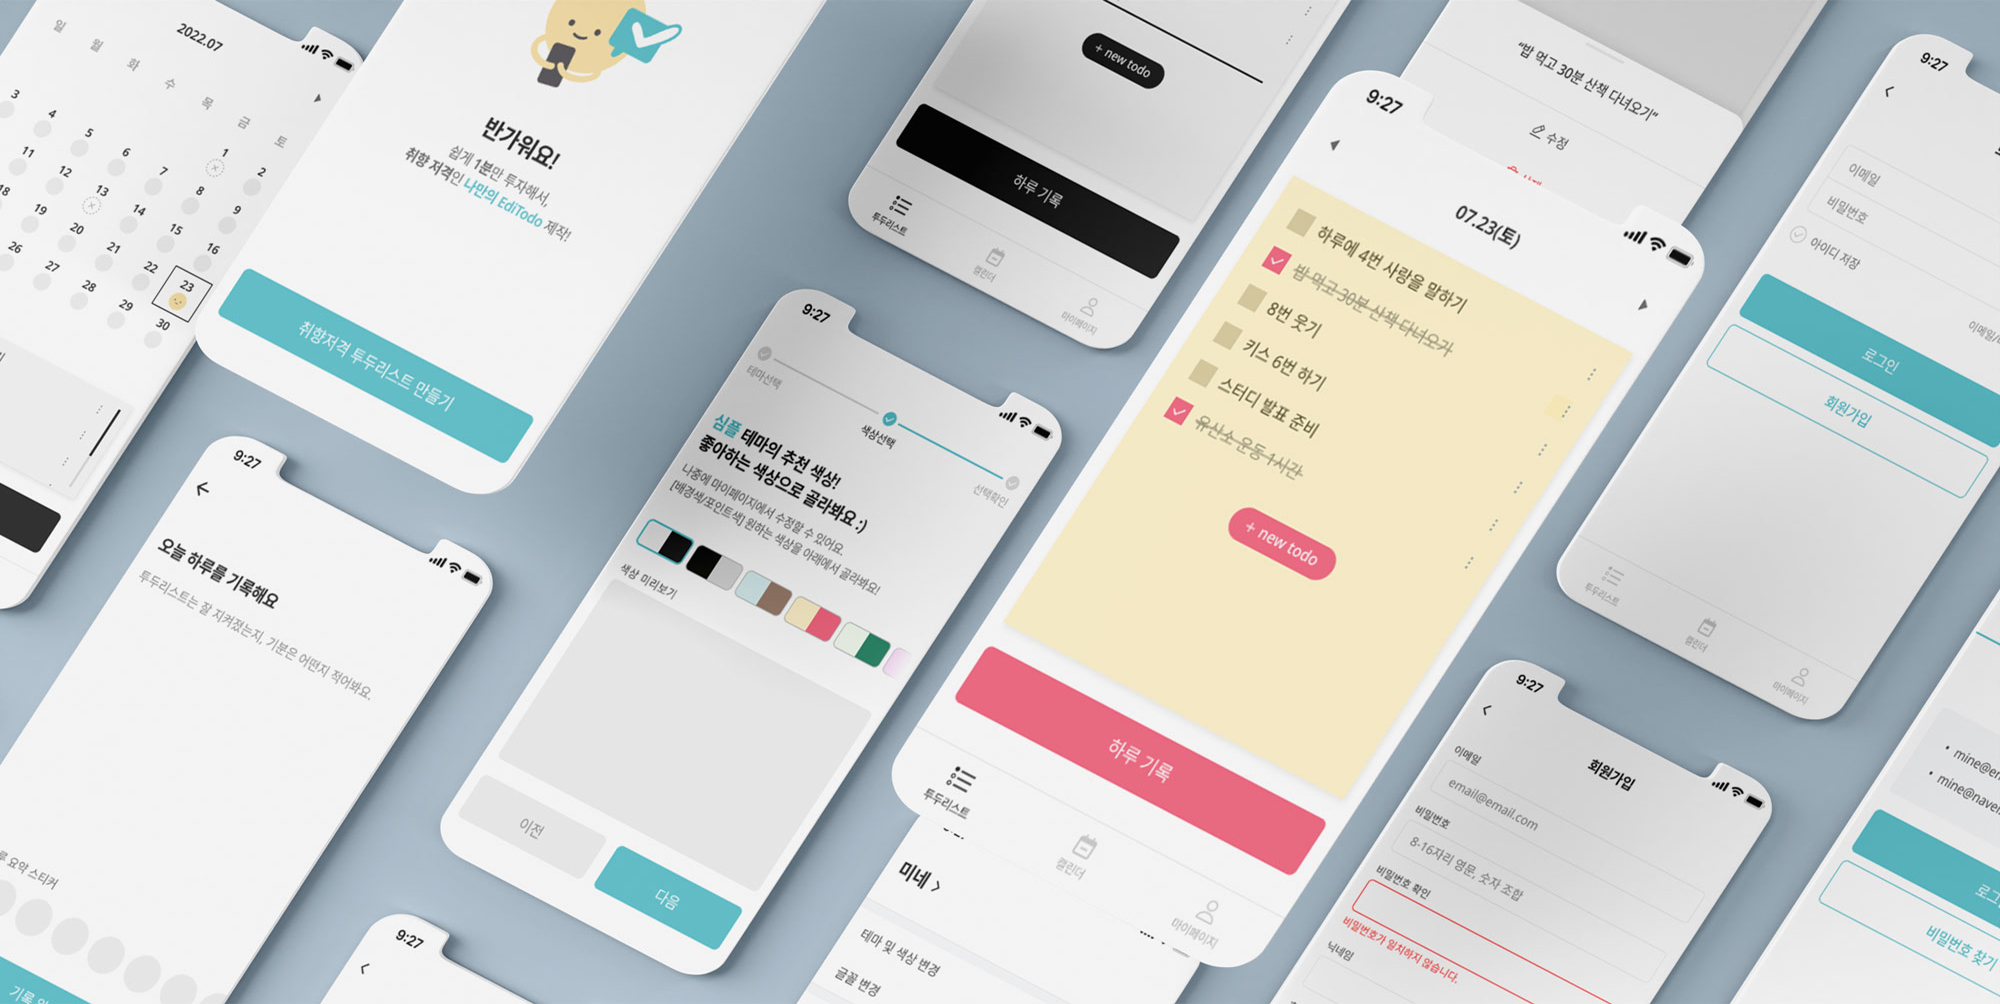 2022.07
일 월 화 수 목 금 토
1 2
3 4 5 6 7 8 9
11 12 13 14 15 16
18 19 20 21 22 23
26 27 28 29 30
반가워요!
쉽게 1분만 투자해서,
취향 저격인 나만의 EdiTodo 제작!
취향저격 투두리스트 만들기
9:27
오늘 하루를 기록해요
투두리스트는 잘 지켜졌는지, 기분은 어떤지 적어봐요.
요약 스티커
기록
9:27
9:27
테마선택
색상선택
선택확인
심플 테마의 추천 색상!
좋아하는 색상으로 골라봐요 :)
나중에 마이페이지에서 수정할 수 있어요.
[배경색/포인트색] 원하는 색상을 아래에서 골라봐요!
색상 미리보기
이전
다음
+ new todo
하루 기록
투두리스트
캘린더
마이페이지
9:27
07.23(토)
하루에 4번 사랑을 말하기
밥 먹고 30분 산책 다녀오기
8번 웃기
키스 6번 하기
스터디 발표 준비
유산소 운동 1시간
+ new todo
하루 기록
투두리스트
캘린더
마이페이지
미네 >
테마 및 색상 변경
글꼴 변경
"밥 먹고 30분 산책 다녀오기"
수정
9:27
이메일
비밀번호
아이디 저장
로그인
회원가입
투두리스트
캘린더
마이페이지
9:27
회원가입
이메일
email@email.com
비밀번호
8-16자리 영문, 숫자 조합
비밀번호 확인
비밀번호가 일치하지 않습니다.
닉네임
• mine@em
• mine@naver
로그
비밀번호 찾기